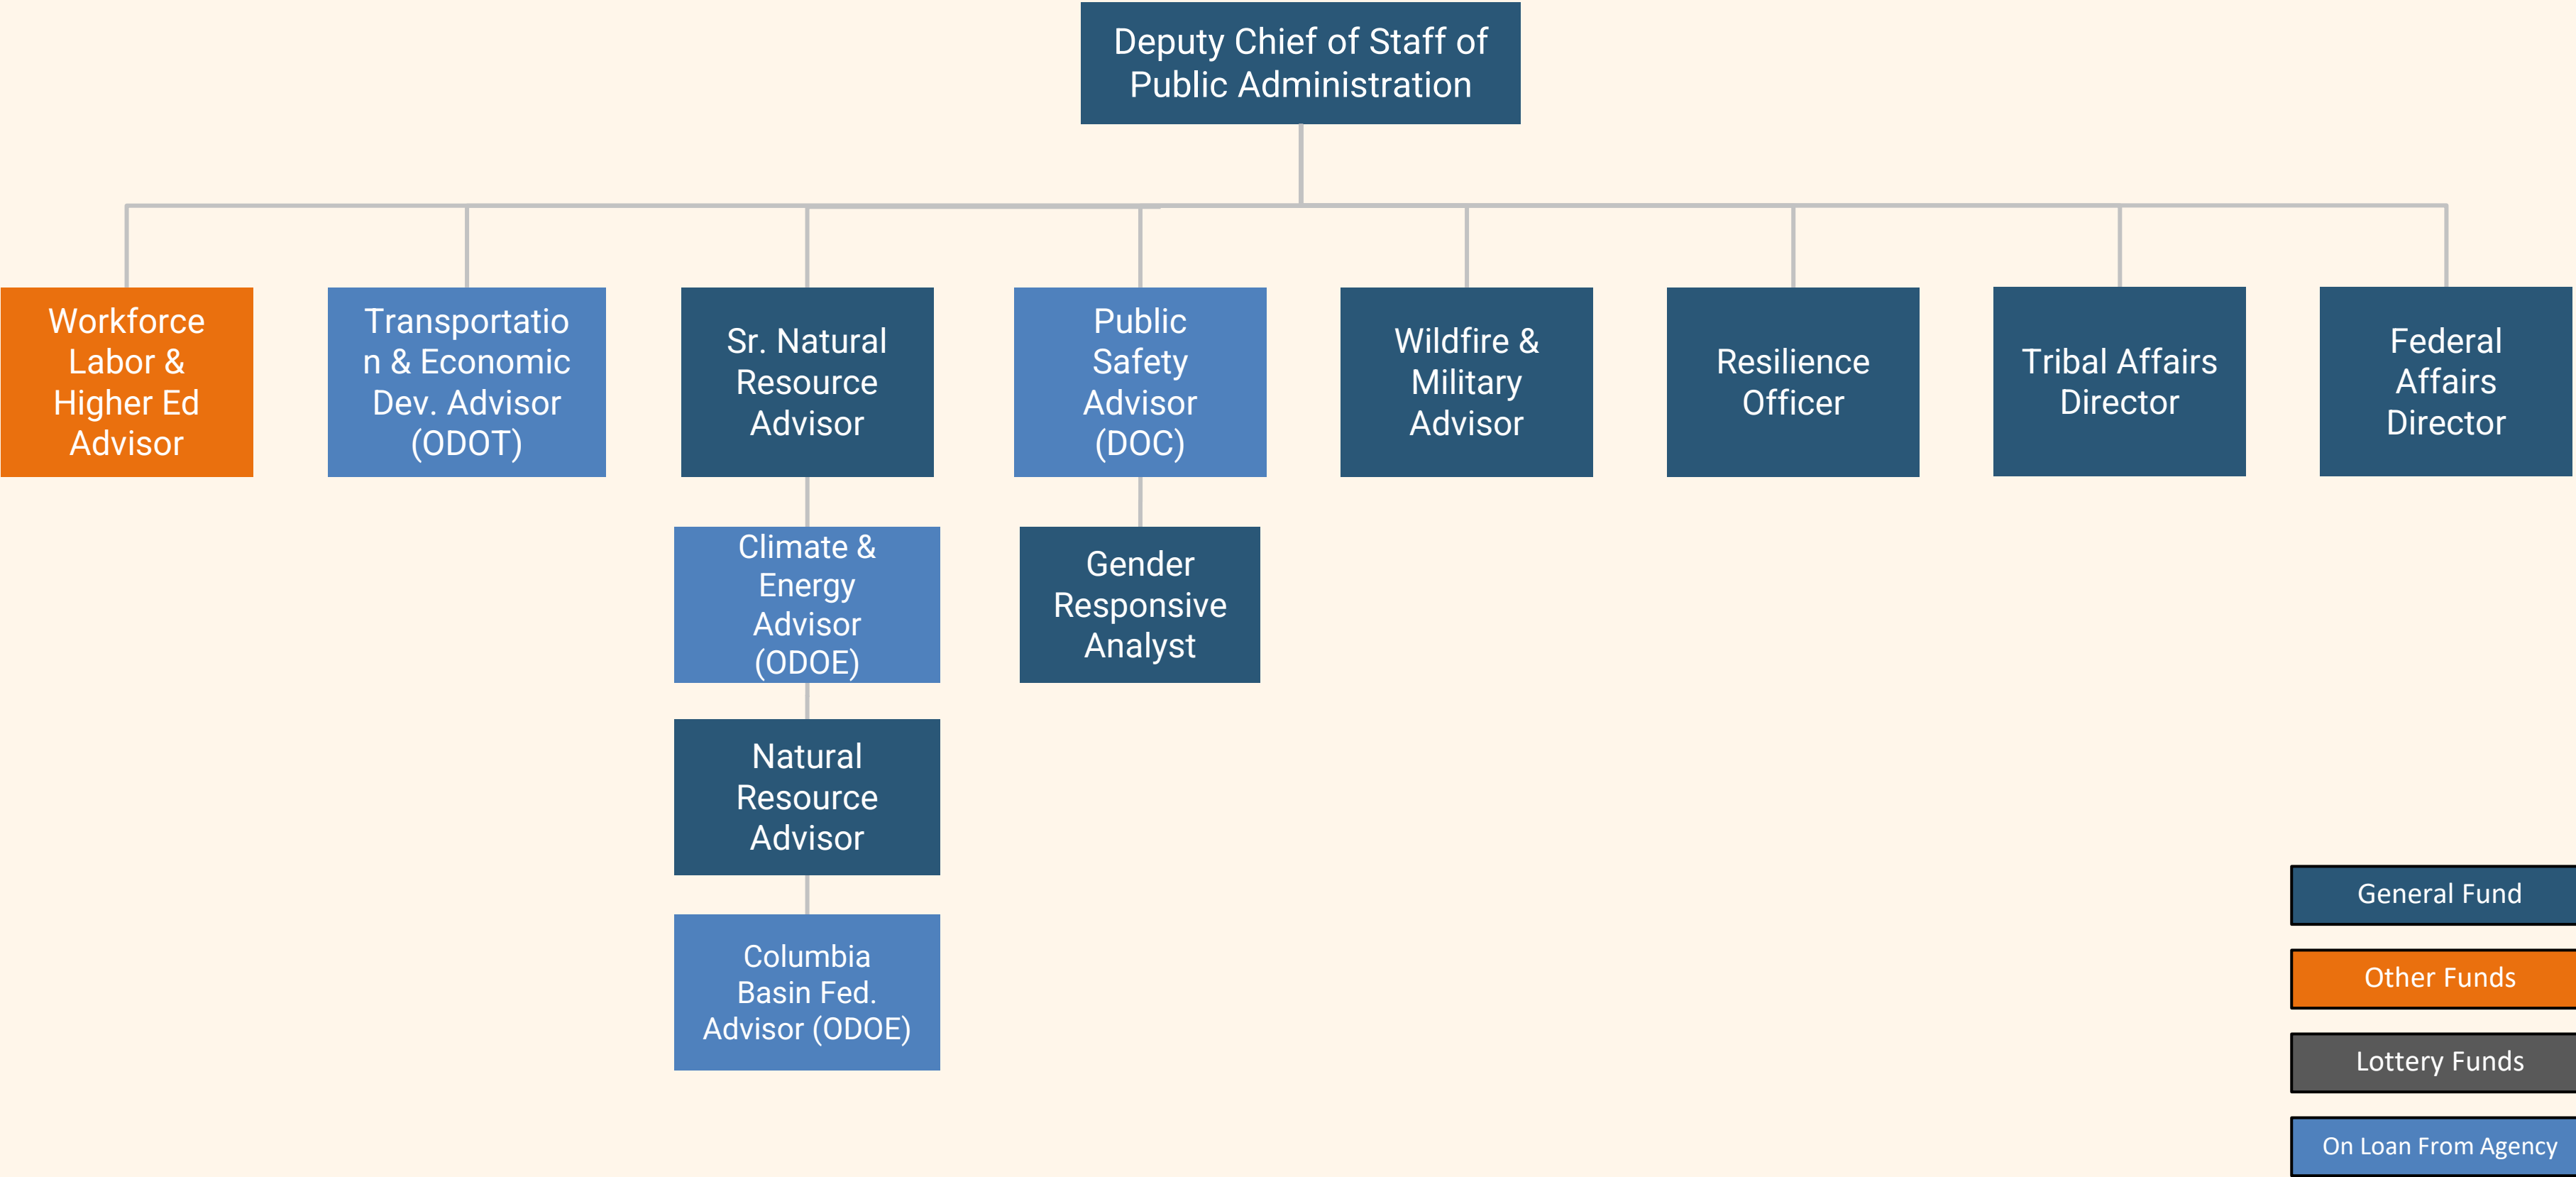 Deputy Chief of Staff of
Public Administration
Workforce
Labor &
Higher Ed
Advisor
Transportatio
n & Economic
Dev. Advisor
(ODOT)
Sr. Natural
Resource
Advisor
Public
Safety
Advisor
(DOC)
Wildfire &
Military
Advisor
Resilience
Officer
Tribal Affairs
Director
Federal
Affairs
Director
Climate &
Energy
Advisor
(ODOE)
Gender
Responsive
Analyst
Natural
Resource
Advisor
Columbia
Basin Fed.
Advisor (ODOE)
General Fund
Other Funds
Lottery Funds
On Loan From Agency